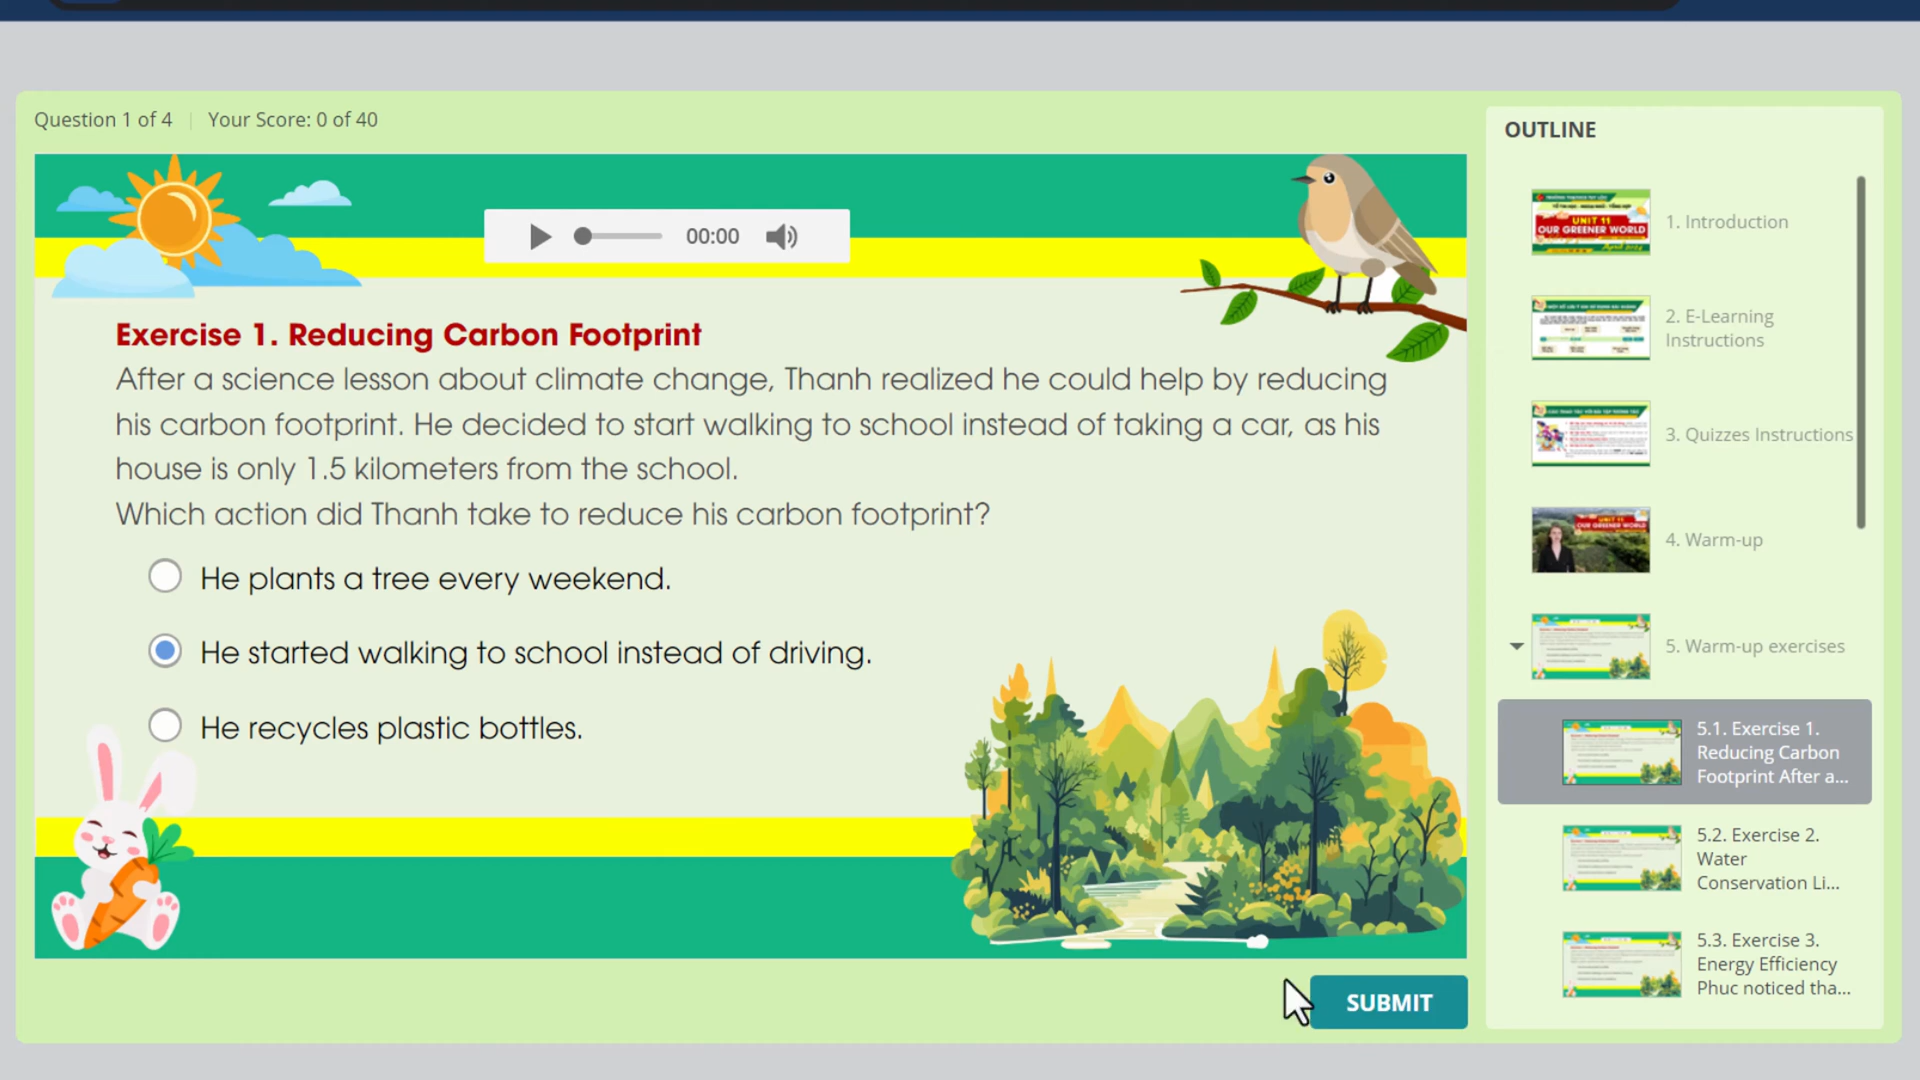 Question 1 of 4
Your Score: 0 of 40
00:00
Exercise 1. Reducing Carbon Footprint
After a science lesson about climate change, Thanh realized he could help by reducing
his carbon footprint. He decided to start walking to school instead of taking a car, as his
house is only 1.5 kilometers from the school.
Which action did Thanh take to reduce his carbon footprint?
He plants a tree every weekend.
He started walking to school instead of driving.
He recycles plastic bottles.
SUBMIT
OUTLINE
UNIT 11
OUR GREENER WORLD
1. Introduction
2. E-Learning
Instructions
3. Quizzes Instructions
UNIT 11
OUR GREENER WORLD
4. Warm-up
5. Warm-up exercises
5.1. Exercise 1.
Reducing Carbon
Footprint After a...
5.2. Exercise 2.
Water
Conservation Li...
5.3. Exercise 3.
Energy Efficiency
Phuc noticed tha...